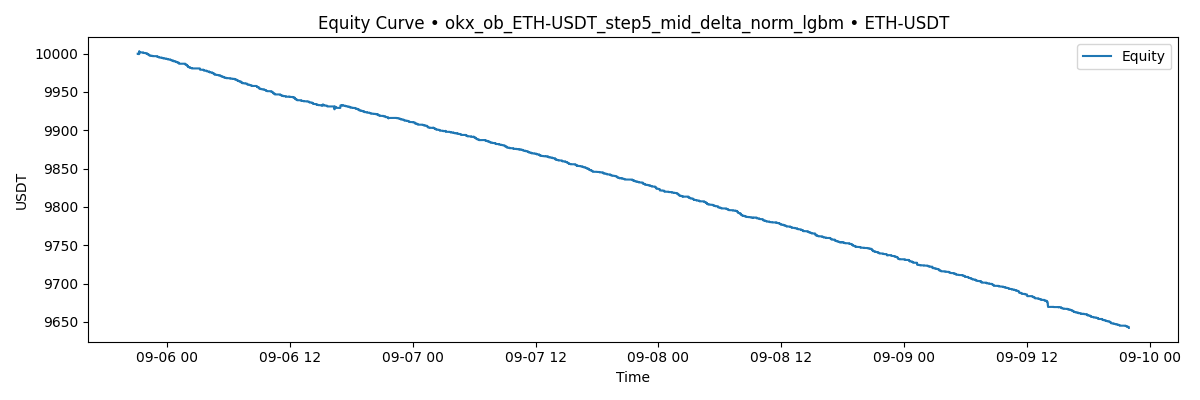 Equity Curve • okx_ob_ETH-USDT_step5_mid_delta_norm_lgbm • ETH-USDT
Equity
10000
9950
9900
9850
9800
9750
9700
9650
USDT
09-06 00 09-06 12 09-07 00 09-07 12 09-08 00 09-08 12 09-09 00 09-09 12 09-10 00
Time